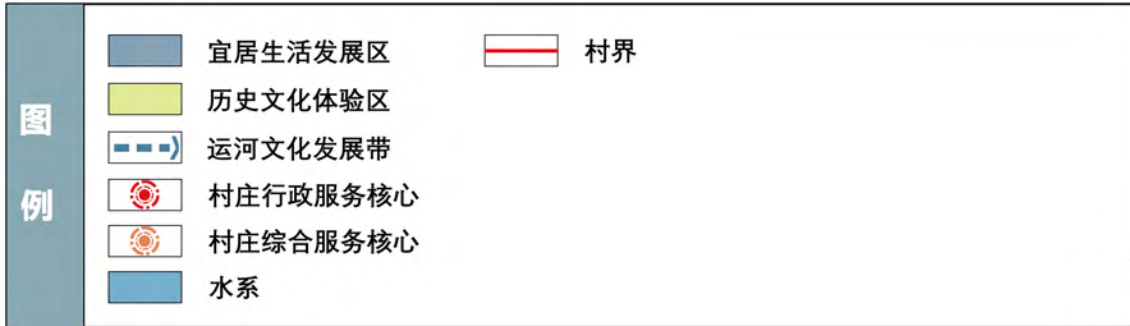 图例
宜居生活发展区
村界
历史文化体验区
运河文化发展带
村庄行政服务核心
村庄综合服务核心
水系